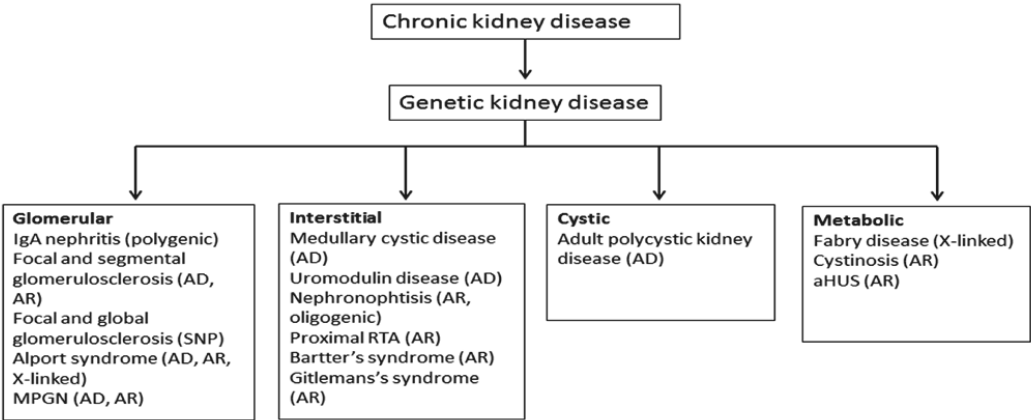 Chronic kidney disease
Genetic kidney disease
Glomerular
IgA nephritis (polygenic)
Focal and segmental
glomerulosclerosis (AD,
AR)
Focal and global
glomerulosclerosis (SNP)
Alport syndrome (AD, AR,
X-linked)
MPGN (AD, AR)
Interstitial
Medullary cystic disease
(AD)
Uromodulin disease (AD)
Nephronophtisis (AR,
oligogenic)
Proximal RTA (AR)
Bartter’s syndrome (AR)
Gitlemans’s syndrome
(AR)
Cystic
Adult polycystic kidney
disease (AD)
Metabolic
Fabry disease (X-linked)
Cystinosis (AR)
aHUS (AR)